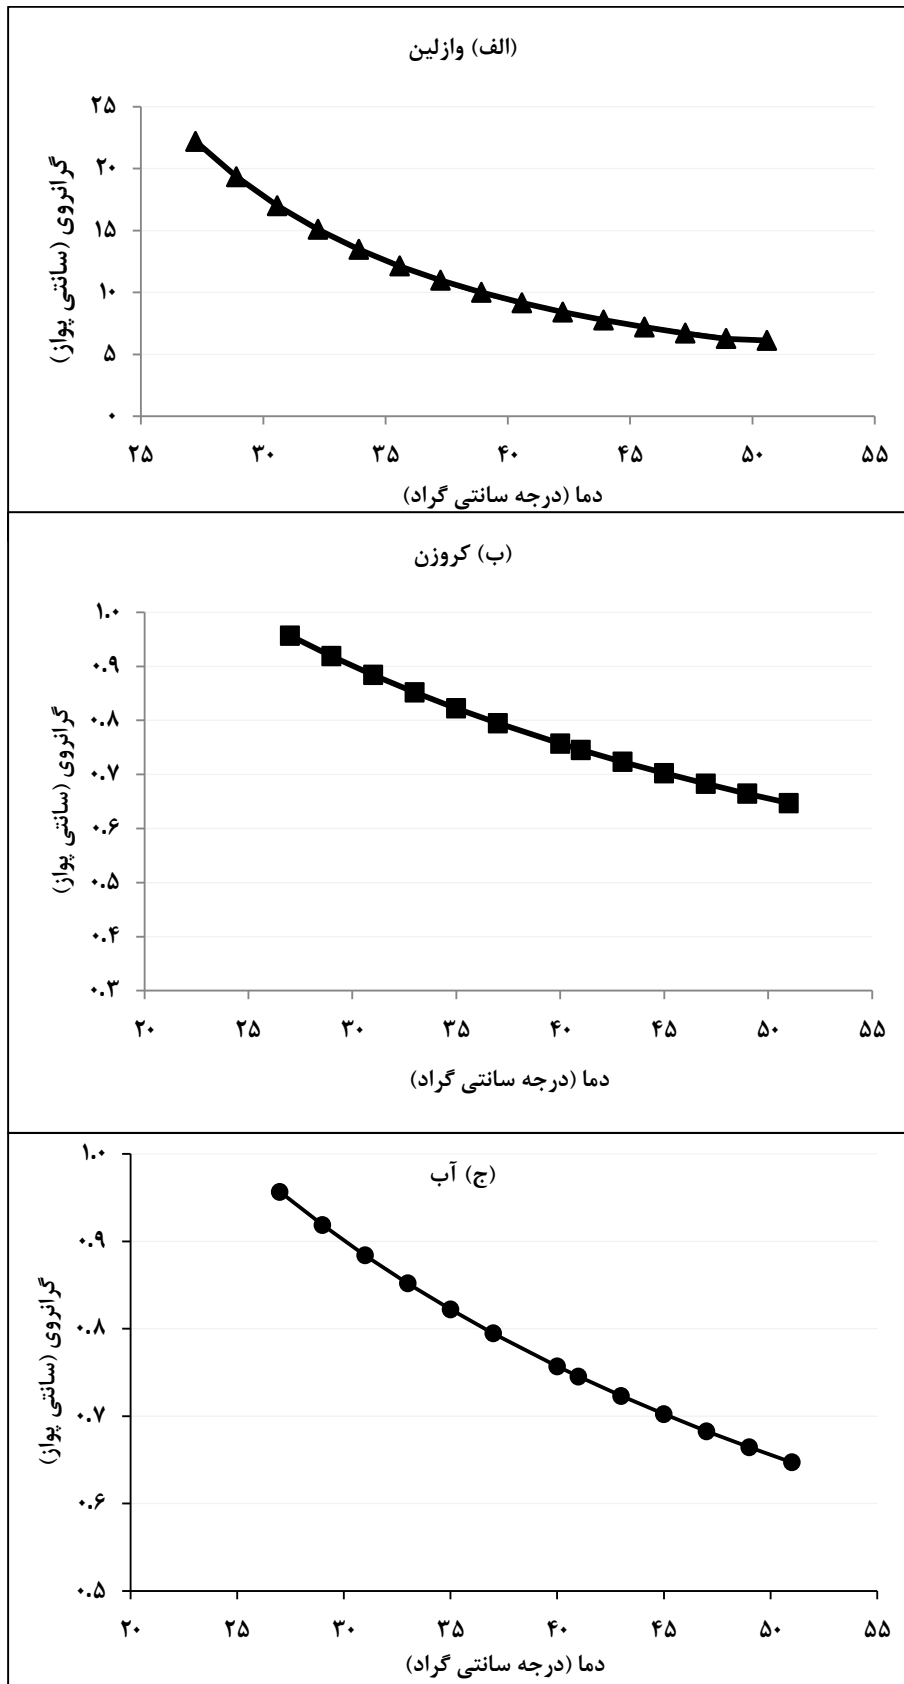 (الف) وازلین
گرانروی (سانتی پواز)
۲۵
۲۰
۱۵
۱۰
۵
۰
۲۵ ۳۰ ۳۵ ۴۰ ۴۵ ۵۰ ۵۵
دما (درجه سانتی گراد)
(ب) کروزن
گرانروی (سانتی پواز)
۱.۰
۰.۹
۰.۸
۰.۷
۰.۶
۰.۵
۰.۴
۰.۳
۲۰ ۲۵ ۳۰ ۳۵ ۴۰ ۴۵ ۵۰ ۵۵
دما (درجه سانتی گراد)
(ج) آب
گرانروی (سانتی پواز)
۱.۰
۰.۹
۰.۸
۰.۷
۰.۶
۰.۵
۲۰ ۲۵ ۳۰ ۳۵ ۴۰ ۴۵ ۵۰ ۵۵
دما (درجه سانتی گراد)